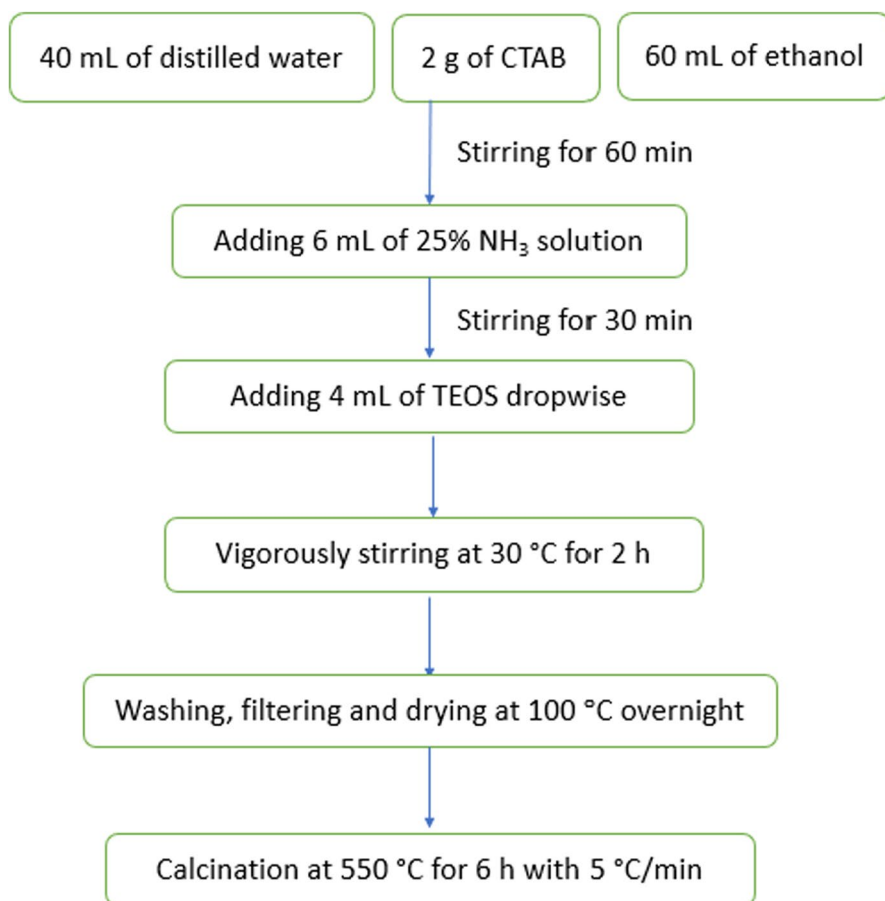 40 mL of distilled water
2 g of CTAB
60 mL of ethanol
Stirring for 60 min
Adding 6 mL of 25% NH₃ solution
Stirring for 30 min
Adding 4 mL of TEOS dropwise
Vigorously stirring at 30 °C for 2 h
Washing, filtering and drying at 100 °C overnight
Calcination at 550 °C for 6 h with 5 °C/min